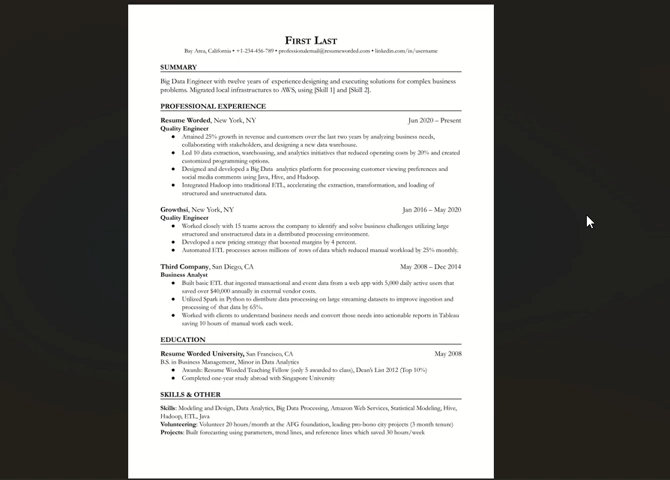 First Last
Bay Area, California • +1-234-456-789 • professionalemail@resumeworded.com • linkedin.com/in/username
SUMMARY
Big Data Engineer with twelve years of experience designing and executing solutions for complex business
problems. Migrated local infrastructures to AWS, using [Skill 1] and [Skill 2].
PROFESSIONAL EXPERIENCE
Resume Worded, New York, NY Jun 2020 – Present
Quality Engineer
● Attained 25% growth in revenue and customers over the last two years by analyzing business needs,
collaborating with stakeholders, and designing a new data warehouse.
● Led 10 data extraction, warehousing, and analytics initiatives that reduced operating costs by 20% and created
customized programming options.
● Designed and developed a Big Data analytics platform for processing customer viewing preferences and
social media comments using Java, Hive, and Hadoop.
● Integrated Hadoop into traditional ETL, accelerating the extraction, transformation, and loading of
structured and unstructured data.
Growthsi, New York, NY Jan 2016 – May 2020
Quality Engineer
● Worked closely with 15 teams across the company to identify and solve business challenges utilizing large
structured and unstructured data in a distributed processing environment.
● Developed a new pricing strategy that boosted margins by 4 percent.
● Automated ETL processes across millions of rows of data which reduced manual workload by 25% monthly.
Third Company, San Diego, CA May 2008 – Dec 2014
Business Analyst
● Built basic ETL that ingested transactional and event data from a web app with 5,000 daily active users that
saved over $40,000 annually in external vendor costs.
● Utilized Spark in Python to distribute data processing on large streaming datasets to improve ingestion and
processing of that data by 65%.
● Worked with clients to understand business needs and convert those needs into actionable reports in Tableau
saving 10 hours of manual work each week.
EDUCATION
Resume Worded University, San Francisco, CA May 2008
B.S. in Business Management, Minor in Data Analytics
● Awards: Resume Worded Teaching Fellow (only 5 awarded to class), Dean's List 2012 (Top 10%)
● Completed one-year study abroad with Singapore University
SKILLS & OTHER
Skills: Modeling and Design, Data Analytics, Big Data Processing, Amazon Web Services, Statistical Modeling, Hive,
Hadoop, ETL, Java
Volunteering: Volunteer 20 hours/month at the AFG foundation, leading pro-bono city projects (3 month tenure)
Projects: Built forecasting using parameters, trend lines, and reference lines which saved 30 hours/week